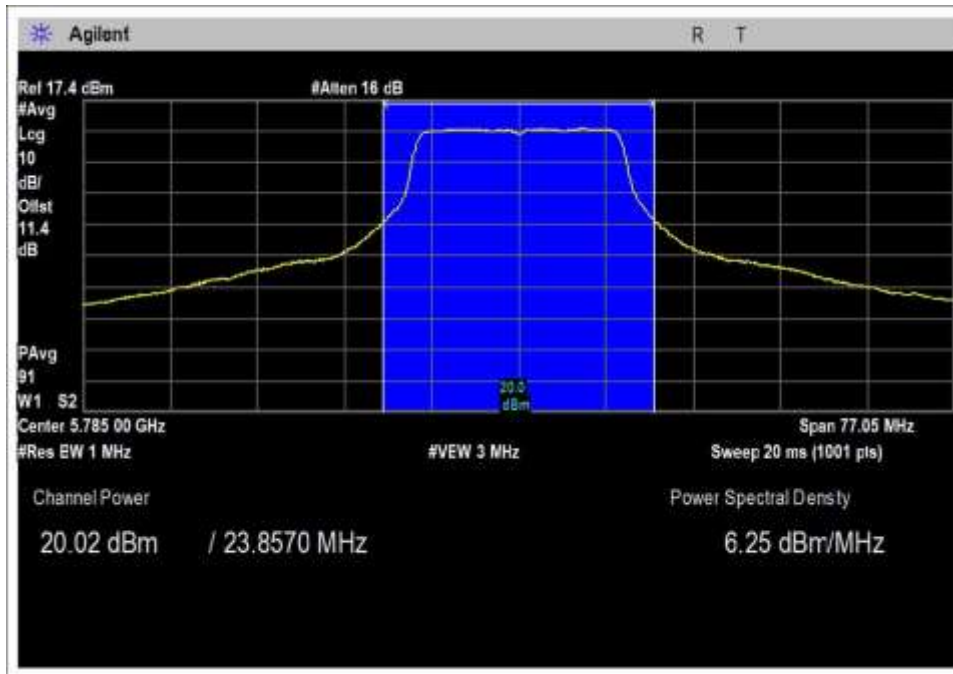 Agilent
R T
Ref 17.4 dBm #Atten 16 dB
#Avg
Log
10
dB/
Offst
11.4
dB
PAvg
91
W1 S2
20.0
dBm
Center 5.785 00 GHz Span 77.05 MHz
#Res BW 1 MHz #VBW 3 MHz Sweep 20 ms (1001 pts)
Channel Power Power Spectral Density
20.02 dBm / 23.8570 MHz 6.25 dBm/MHz